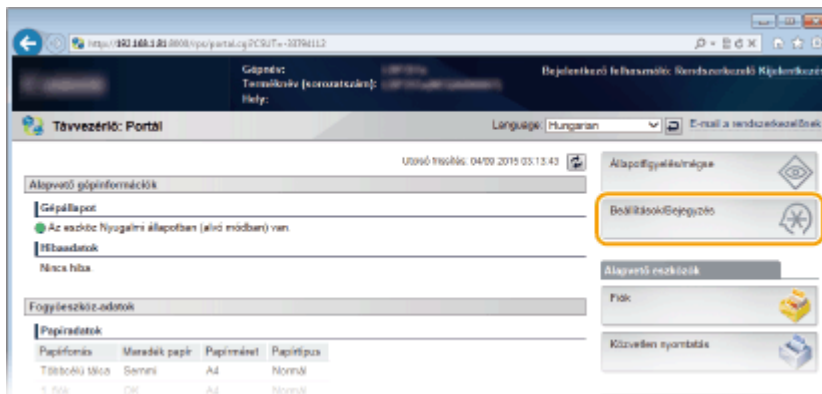 Gépnév:
Terméknév [sorozatszám]:
Hely:
Bejelentkező felhasználó: Rendszerkezelő Kijelentkezés
Távvezérlő: Portál
Language: Hungarian
E-mail a rendszerkezelőnek
Utolsó frissítés: 04/09 2015 03:13:43
Alapvető gépinformációk
Gépállapot
Az eszköz Nyugalmi állapotban (alvó módban) van.
Hibaadatok
Nincs hiba.
Fogyóeszköz-adatok
Papíradatok
Papírforrás Maradék papír Papírméret Papírtípus
Többcélú tálca Semmi A4 Normál
1. fiók OK A4 Normál
Állapotfigyelés/mégse
Beállítások/Bejegyzés
Alapvető eszközök
Fiók
Közvetlen nyomtatás